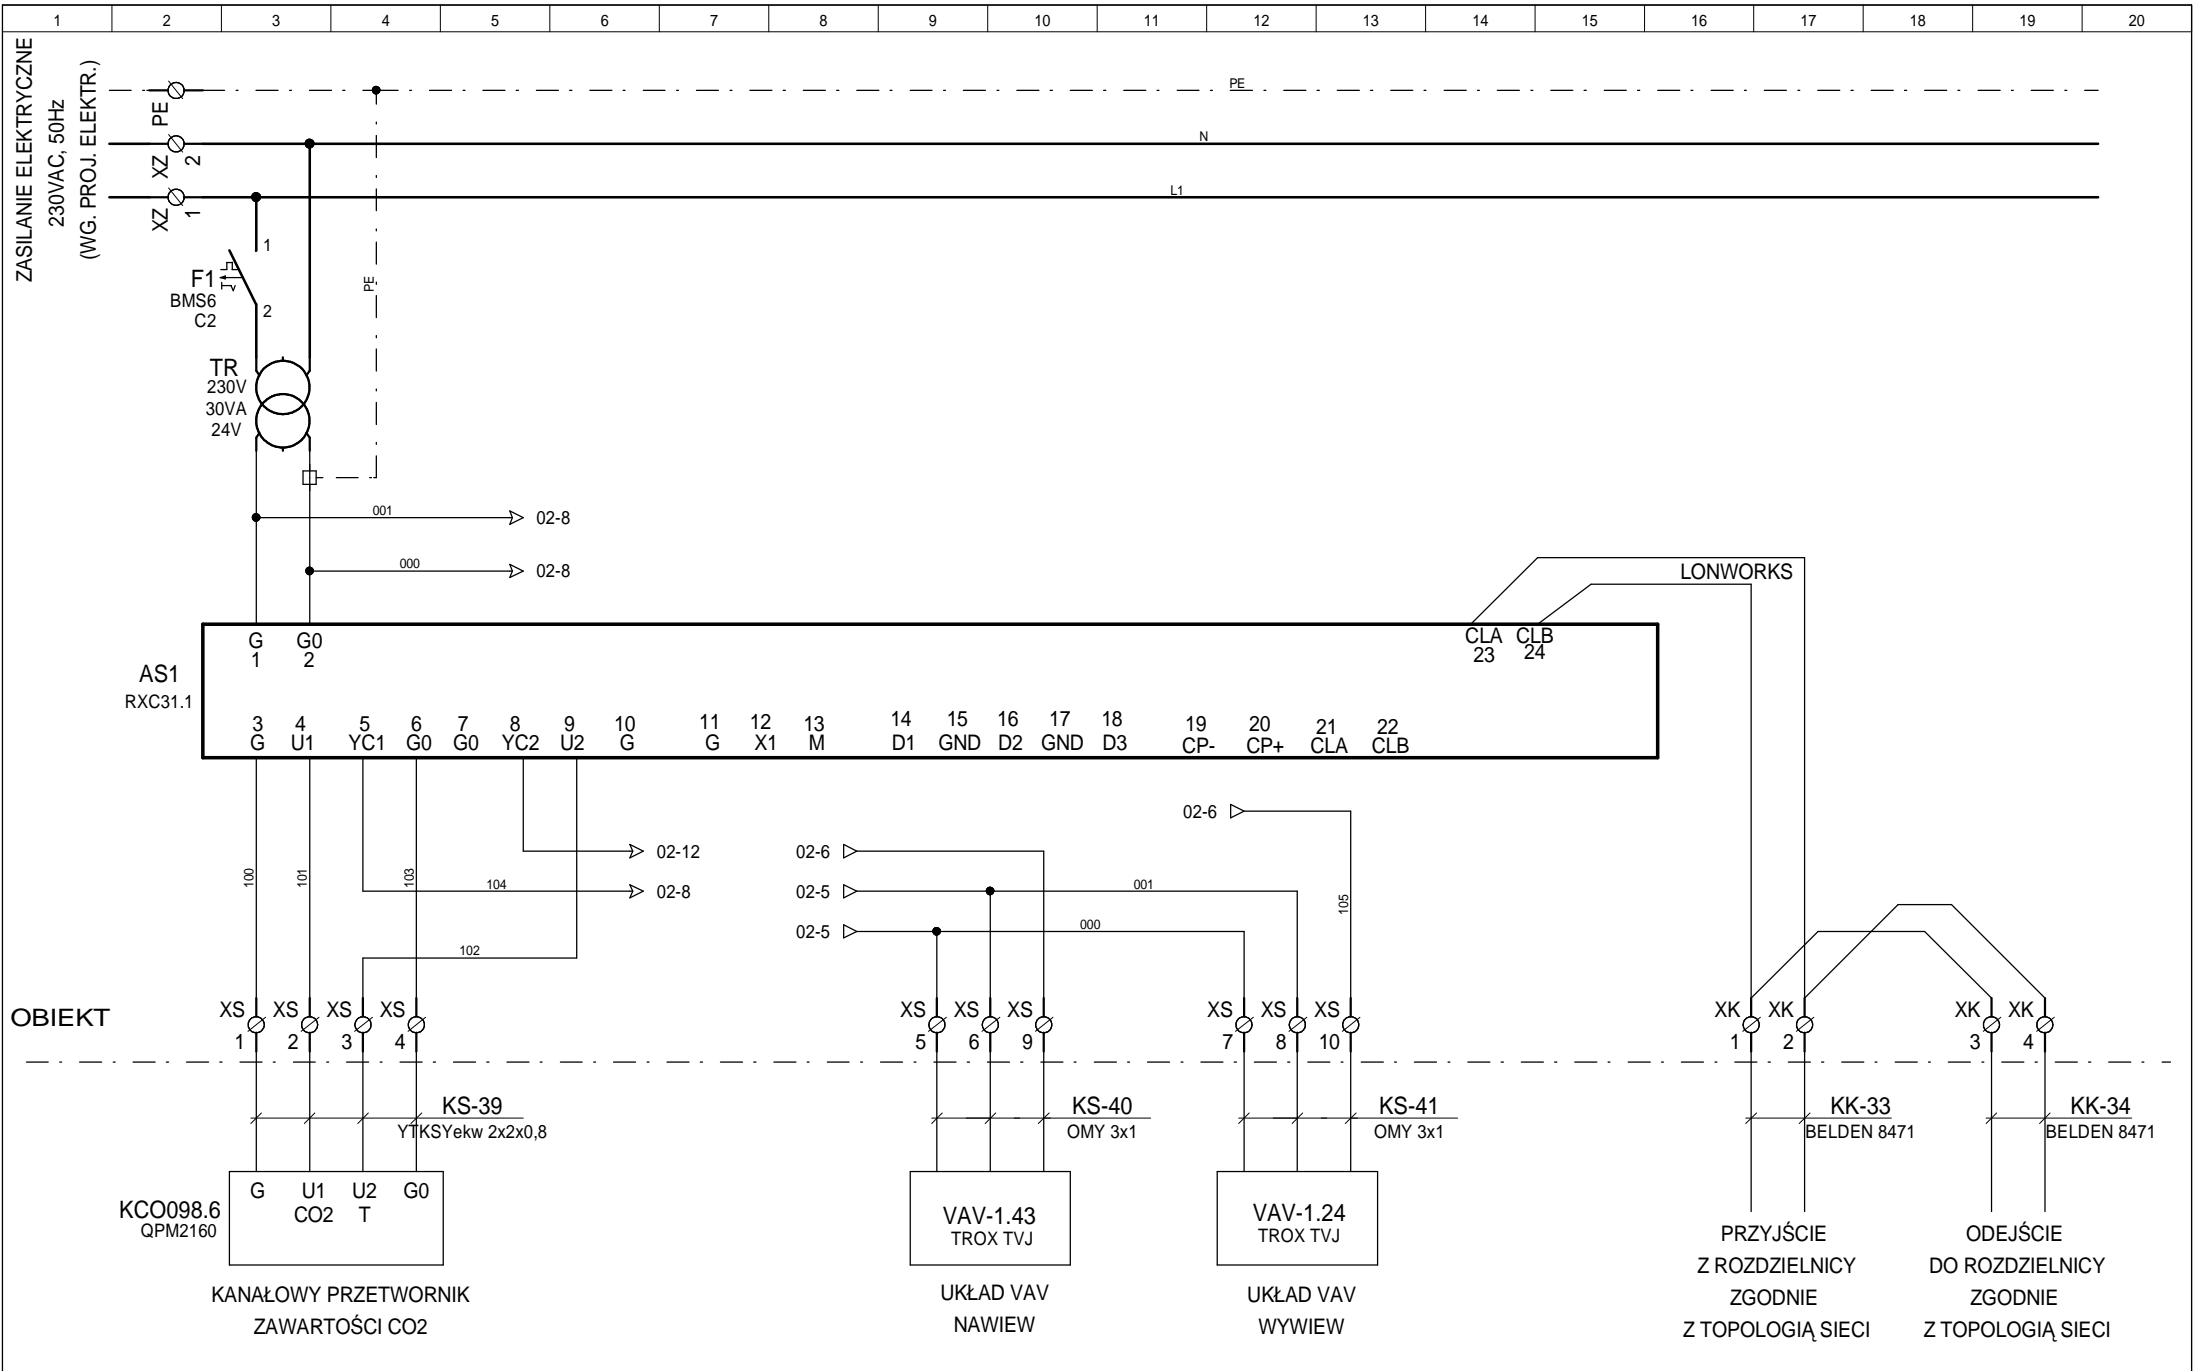 1 2 3 4 5 6 7 8 9 10 11 12 13 14 15 16 17 18 19 20
ZASILANIE ELEKTRYCZNE
230VAC, 50Hz
(WG. PROJ. ELEKTR.)
PE
XZ 2
XZ 1
PE
N
L1
PE
1
F1
BMS6
C2
2
TR
230V
30VA
24V
001 02-8
000 02-8
LONWORKS
AS1
RXC31.1
G G0 CLA CLB
1 2 23 24
3 4 5 6 7 8 9 10 11 12 13 14 15 16 17 18 19 20 21 22
G U1 YC1 G0 G0 YC2 U2 G G X1 M D1 GND D2 GND D3 CP- CP+ CLA CLB
02-6
02-12 02-6
100 101 103 104 02-8 02-5 001 105
02-5 000
102
OBIEKT
XS XS XS XS XS XS XS XS XS XS XK XK XK XK
1 2 3 4 5 6 9 7 8 10 1 2 3 4
KS-39 KS-40 KS-41 KK-33 KK-34
YTKSYekw 2x2x0,8 OMY 3x1 OMY 3x1 BELDEN 8471 BELDEN 8471
KCO098.6
QPM2160
G U1 U2 G0
CO2 T
VAV-1.43
TROX TVJ
VAV-1.24
TROX TVJ
KANAŁOWY PRZETWORNIK
ZAWARTOŚCI CO2
UKŁAD VAV
NAWIEW
UKŁAD VAV
WYWIEW
PRZYJŚCIE
Z ROZDZIELNICY
ZGODNIE
Z TOPOLOGIĄ SIECI
ODEJŚCIE
DO ROZDZIELNICY
ZGODNIE
Z TOPOLOGIĄ SIECI